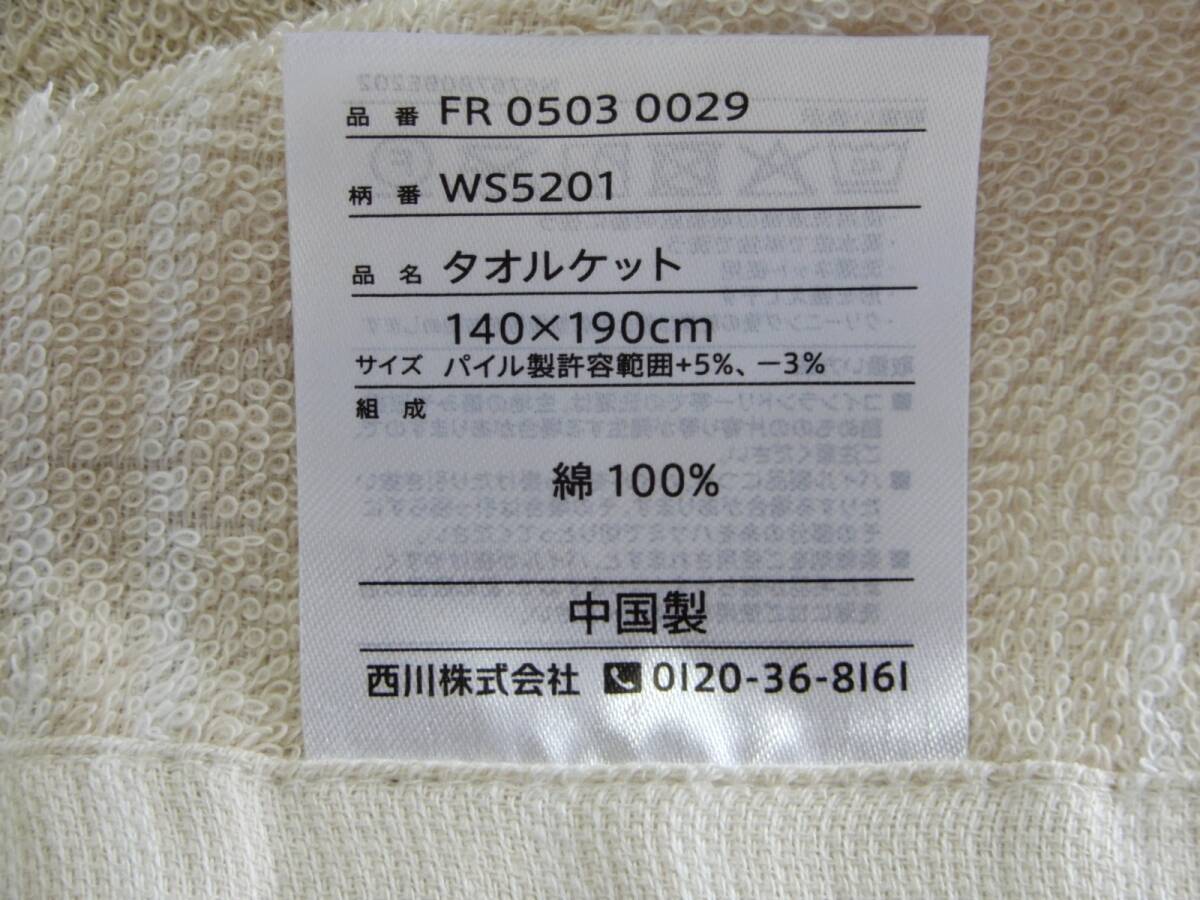 品番 FR 0503 0029
柄番 WS5201
品名 タオルケット
140×190cm
サイズ パイル製許容範囲+5%、−3%
組成
綿 100%
中国製
西川株式会社 0120-36-8161